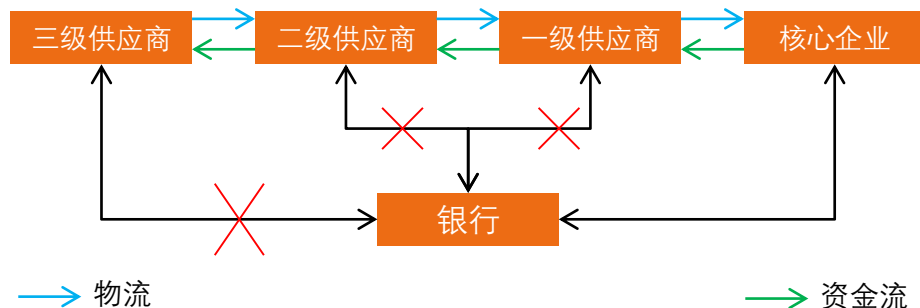 三级供应商
二级供应商
一级供应商
核心企业
银行
物流
资金流